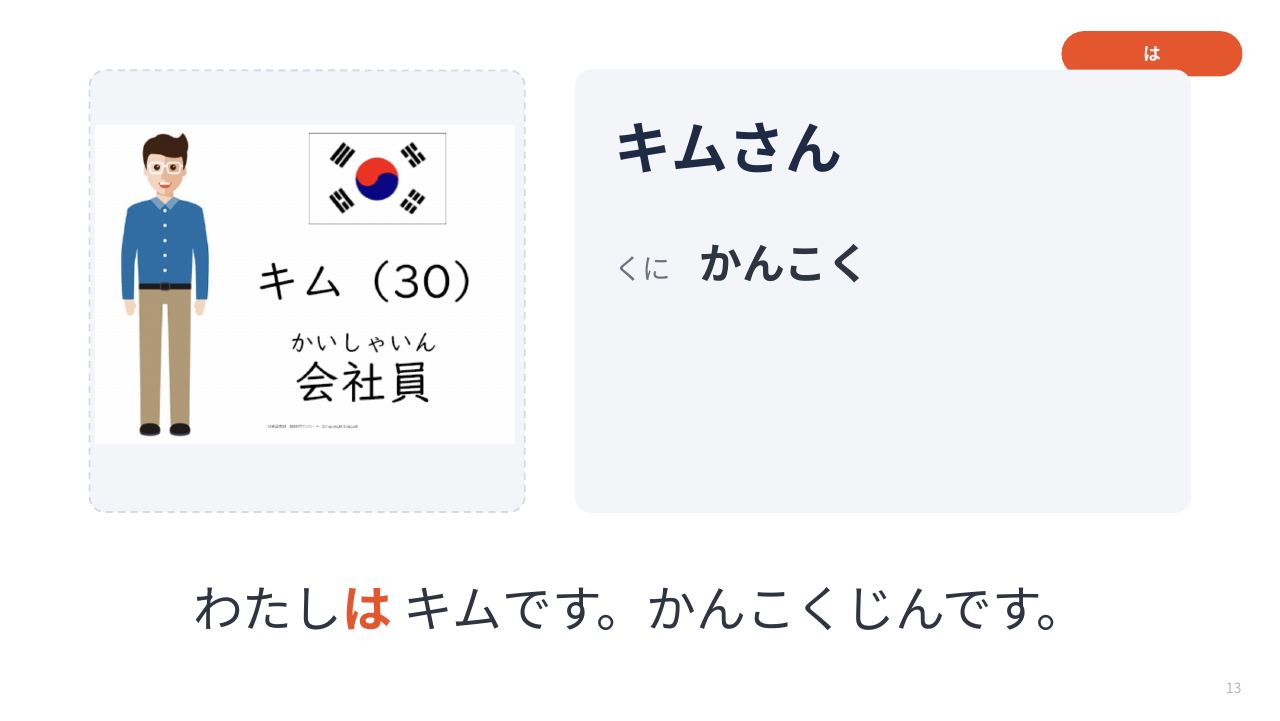 は
キム（30）
かいしゃいん
会社員
キムさん
くに かんこく
わたしは キムです。かんこくじんです。
13